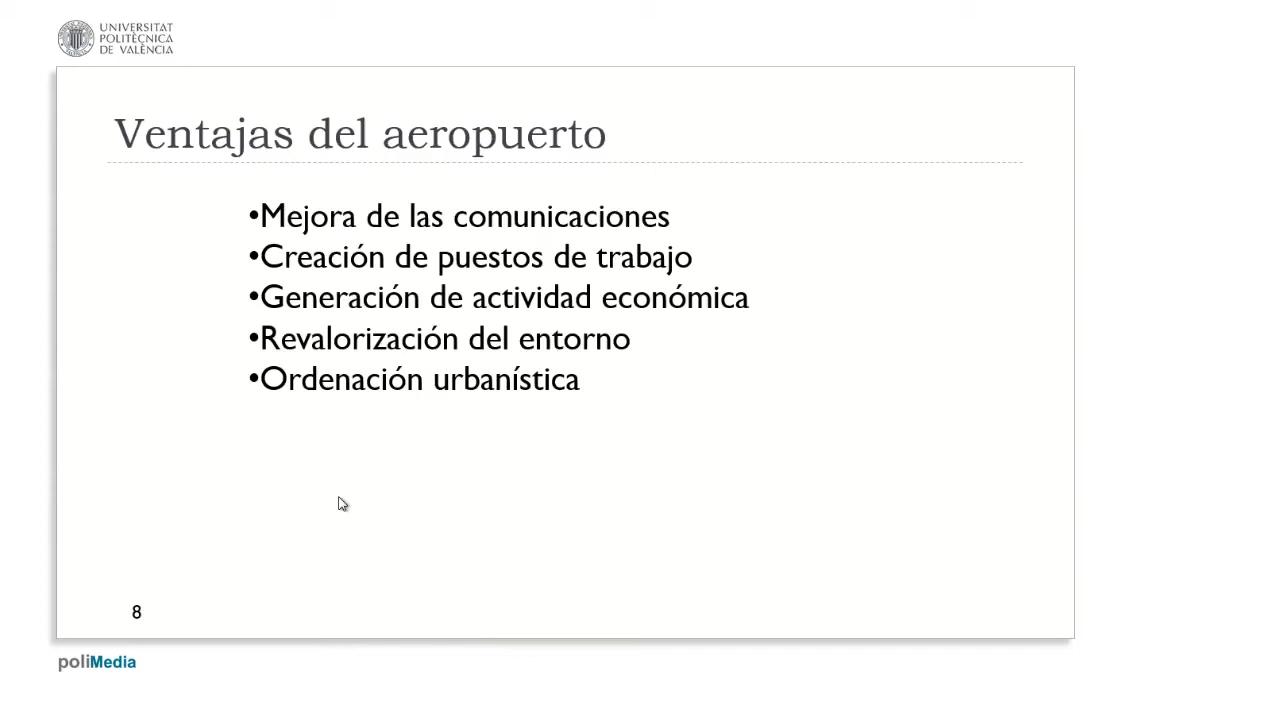 UNIVERSITAT
POLITÈCNICA
DE VALÈNCIA
Ventajas del aeropuerto
•Mejora de las comunicaciones
•Creación de puestos de trabajo
•Generación de actividad económica
•Revalorización del entorno
•Ordenación urbanística
8
poliMedia